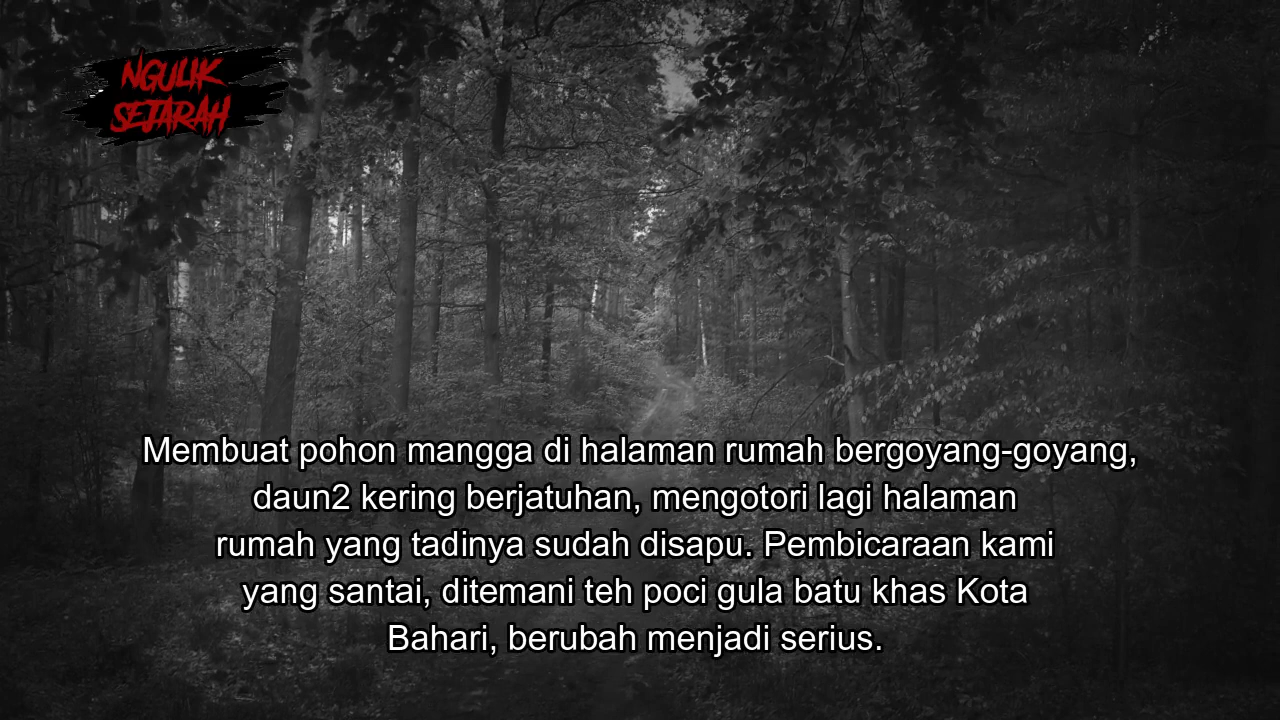 NGULIK
SEJARAH
Membuat pohon mangga di halaman rumah bergoyang-goyang,
daun2 kering berjatuhan, mengotori lagi halaman
rumah yang tadinya sudah disapu. Pembicaraan kami
yang santai, ditemani teh poci gula batu khas Kota
Bahari, berubah menjadi serius.